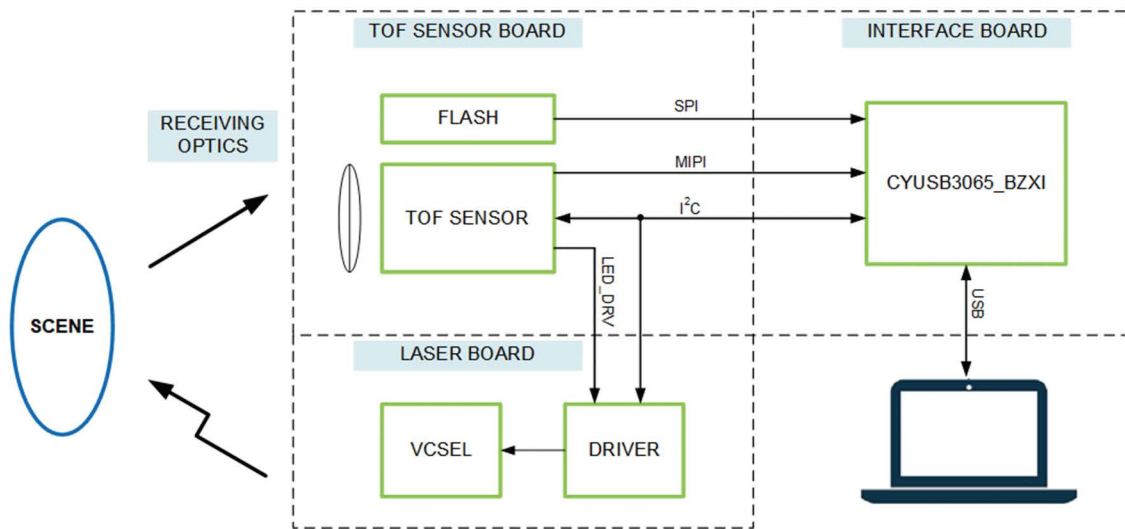 TOF SENSOR BOARD
INTERFACE BOARD
RECEIVING
OPTICS
FLASH
SPI
MIPI
CYUSB3065_BZXI
TOF SENSOR
I²C
LED_DRV
USB
SCENE
LASER BOARD
VCSEL
DRIVER